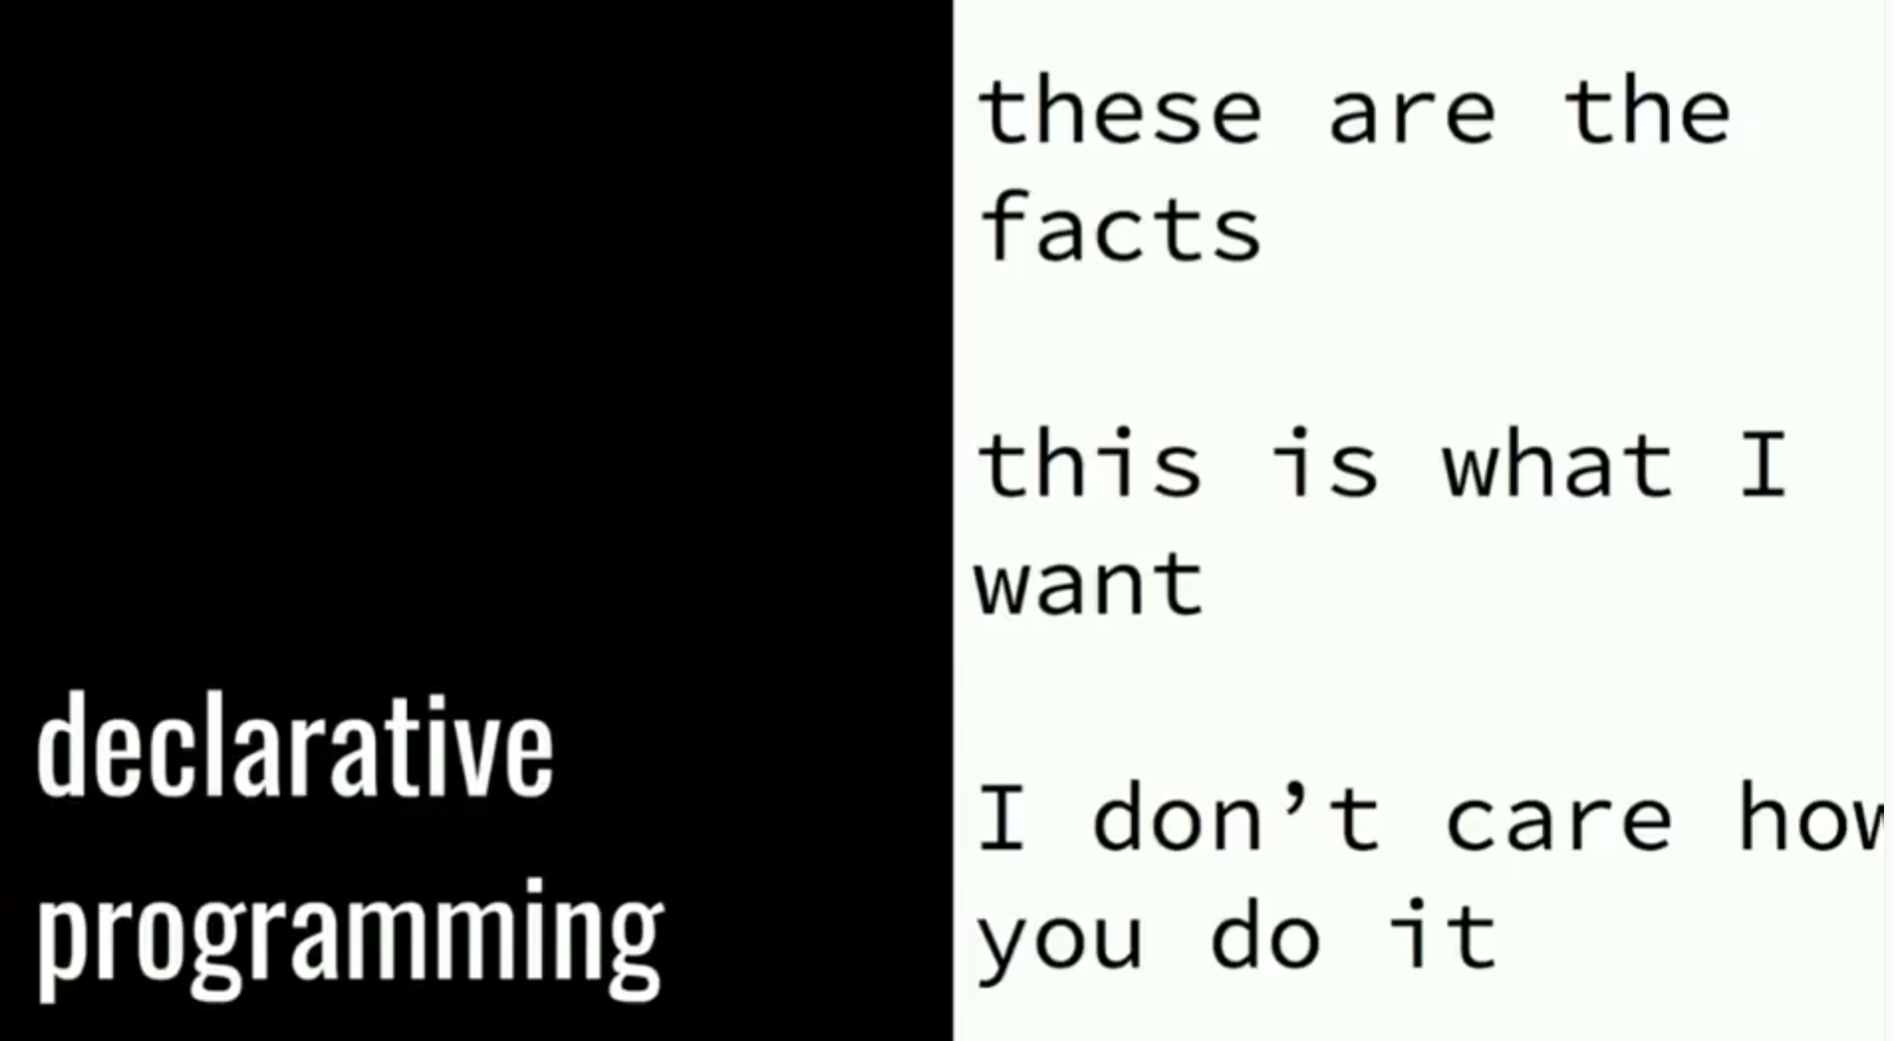 declarative
programming
these are the
facts
this is what I
want
I don’t care how
you do it